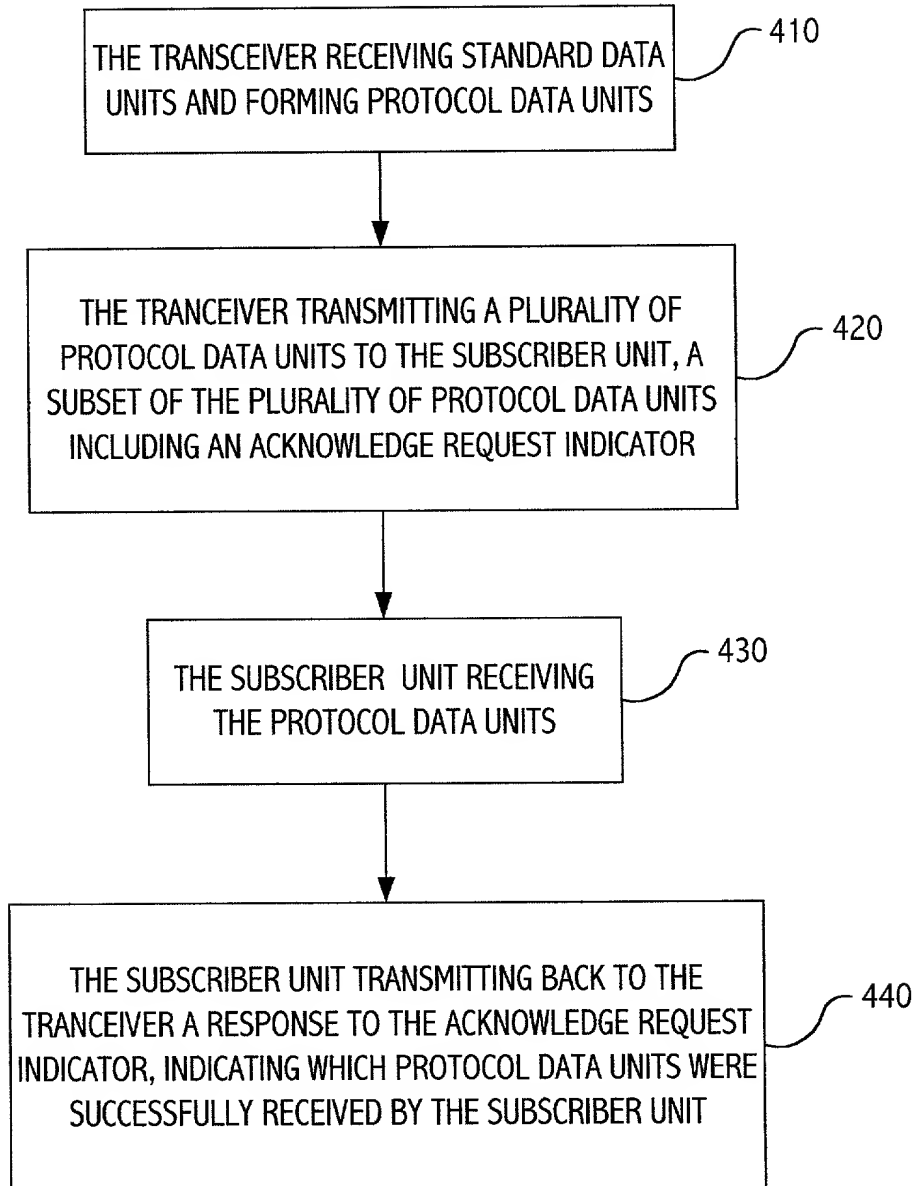 THE TRANSCEIVER RECEIVING STANDARD DATA
UNITS AND FORMING PROTOCOL DATA UNITS
410
THE TRANCEIVER TRANSMITTING A PLURALITY OF
PROTOCOL DATA UNITS TO THE SUBSCRIBER UNIT, A
SUBSET OF THE PLURALITY OF PROTOCOL DATA UNITS
INCLUDING AN ACKNOWLEDGE REQUEST INDICATOR
420
THE SUBSCRIBER UNIT RECEIVING
THE PROTOCOL DATA UNITS
430
THE SUBSCRIBER UNIT TRANSMITTING BACK TO THE
TRANCEIVER A RESPONSE TO THE ACKNOWLEDGE REQUEST
INDICATOR, INDICATING WHICH PROTOCOL DATA UNITS WERE
SUCCESSFULLY RECEIVED BY THE SUBSCRIBER UNIT
440